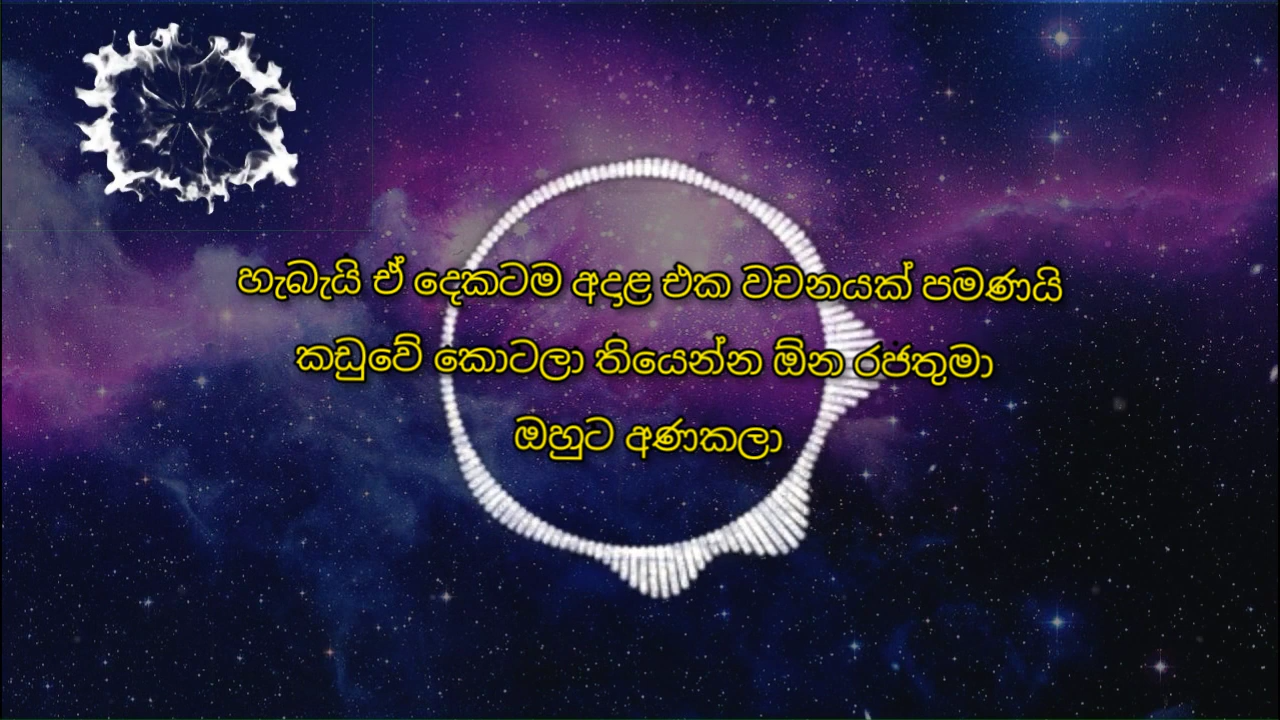 හැබැයි ඒ දෙකටම අදාළ එක වචනයක් පමණයි
කඩුවේ කොටලා තියෙන්න ඕන රජතුමා
ඔහුට අණකලා